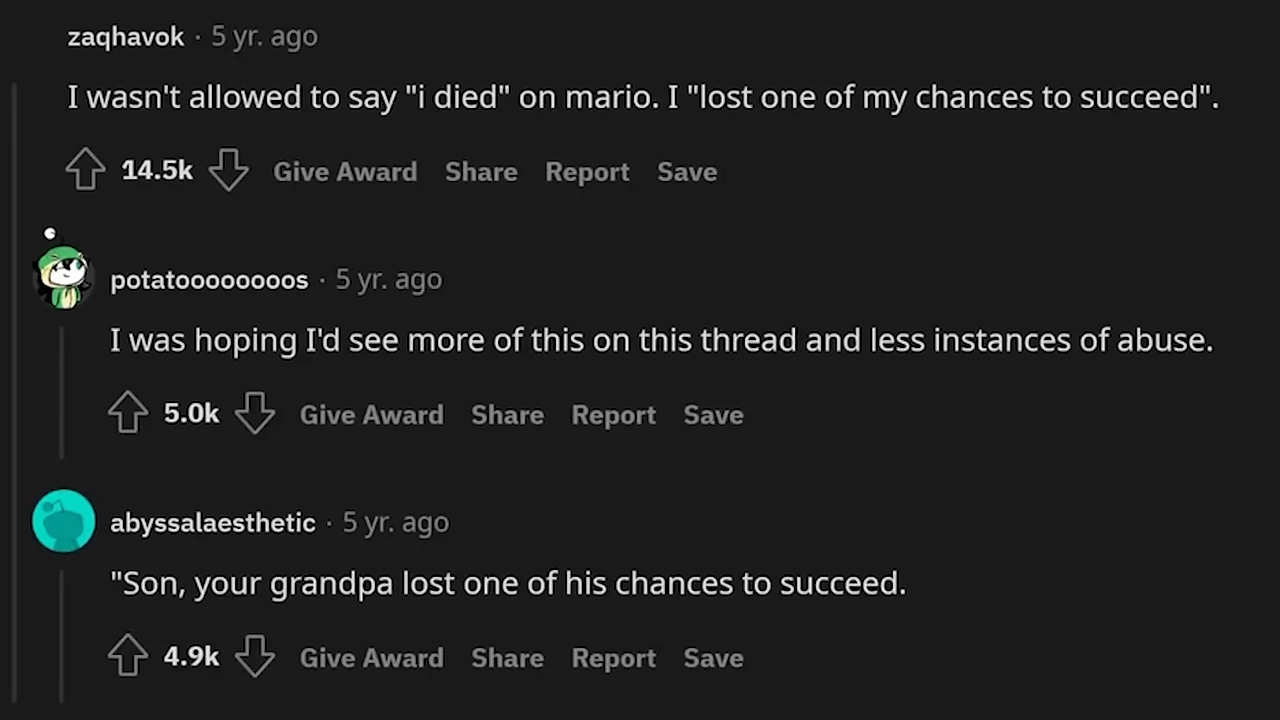 zaqhavok · 5 yr. ago
I wasn't allowed to say "i died" on mario. I "lost one of my chances to succeed".
14.5k Give Award Share Report Save
potatoooooooos · 5 yr. ago
I was hoping I'd see more of this on this thread and less instances of abuse.
5.0k Give Award Share Report Save
abyssalaesthetic · 5 yr. ago
"Son, your grandpa lost one of his chances to succeed.
4.9k Give Award Share Report Save